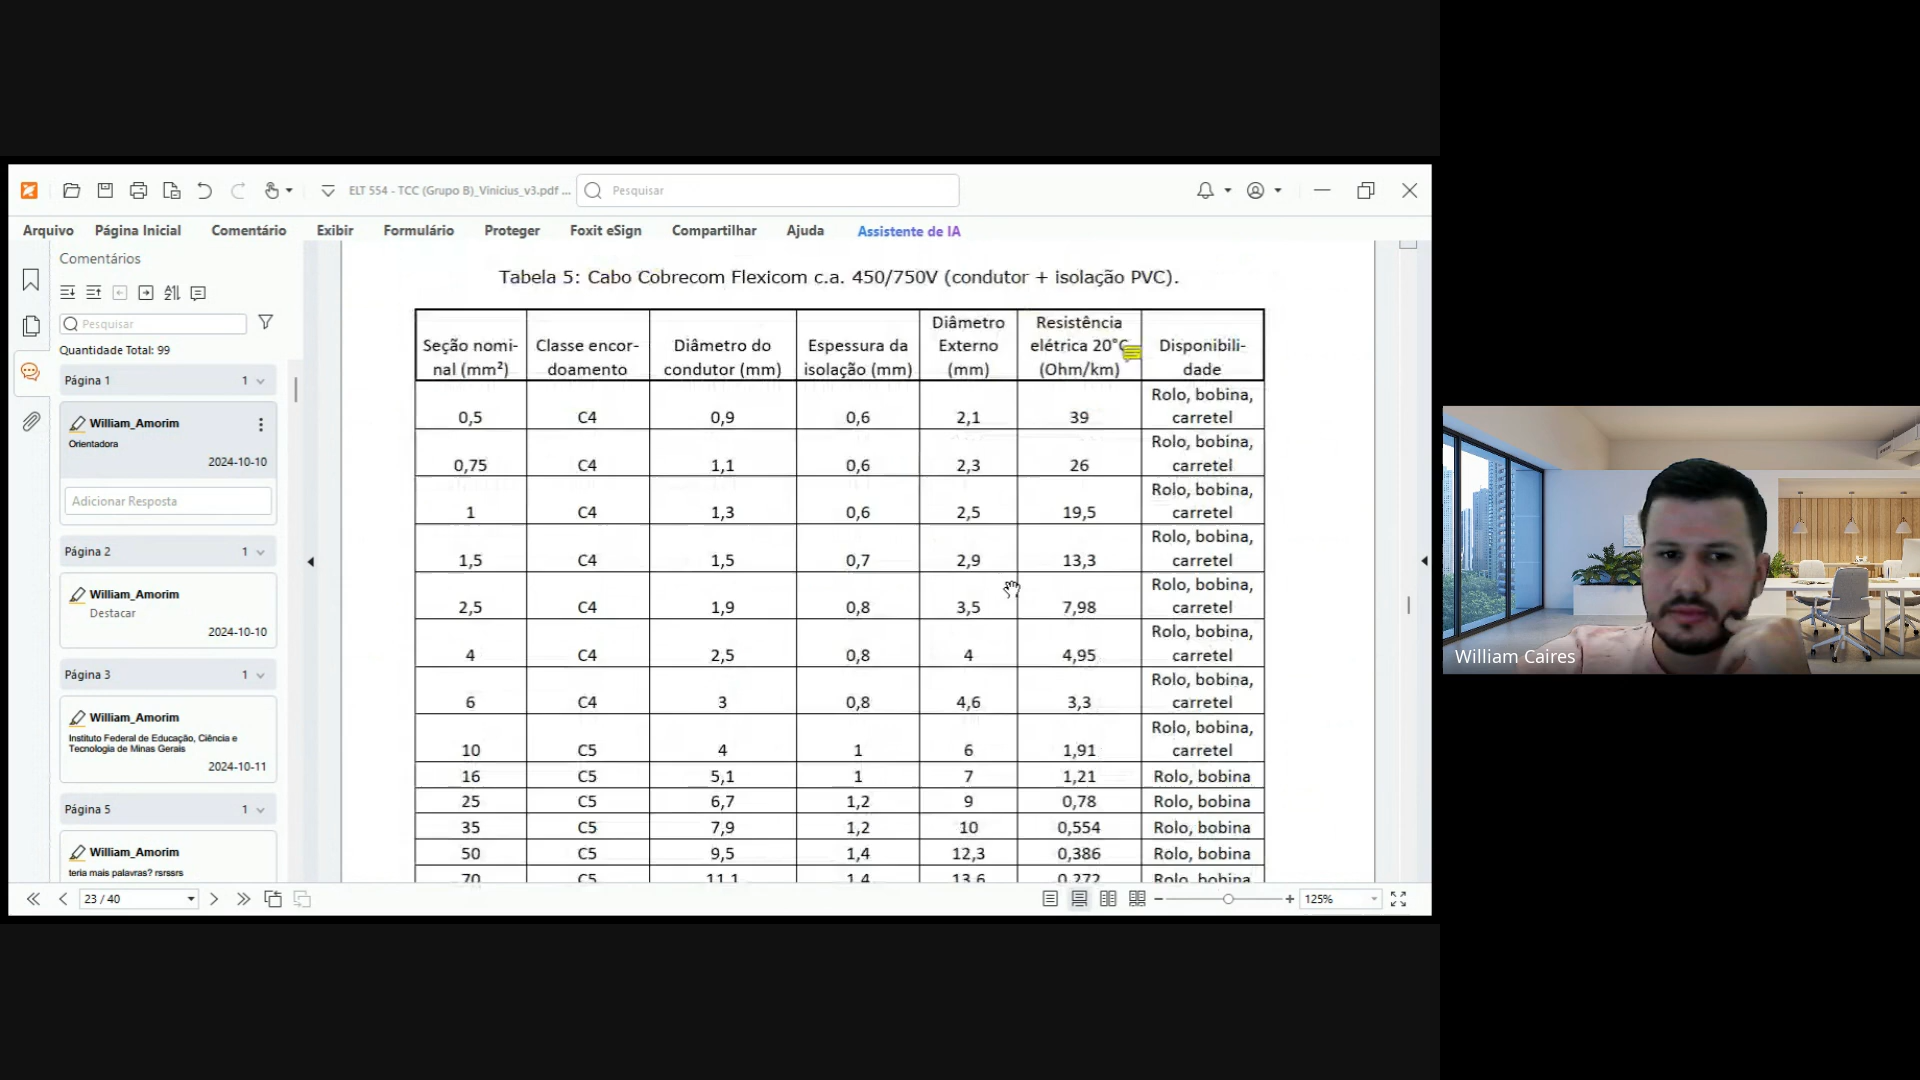 ELT 554 - TCC (Grupo B)_Vinicius_v3.pdf ...
Pesquisar
Arquivo
Página Inicial
Comentário
Exibir
Formulário
Proteger
Foxit eSign
Compartilhar
Ajuda
Assistente de IA
Comentários
Pesquisar
Quantidade Total: 99
Página 1
1
William_Amorim
Orientadora
2024-10-10
Adicionar Resposta
Página 2
1
William_Amorim
Destacar
2024-10-10
Página 3
1
William_Amorim
Instituto Federal de Educação, Ciência e
Tecnologia de Minas Gerais
2024-10-11
Página 5
1
William_Amorim
teria mais palavras? rsrssrs
Tabela 5: Cabo Cobrecom Flexicom c.a. 450/750V (condutor + isolação PVC).
Seção nomi-
nal (mm²)
Classe encor-
doamento
Diâmetro do
condutor (mm)
Espessura da
isolação (mm)
Diâmetro
Externo
(mm)
Resistência
elétrica 20°C
(Ohm/km)
Disponibili-
dade
0,5 C4 0,9 0,6 2,1 39 Rolo, bobina,
carretel
0,75 C4 1,1 0,6 2,3 26 Rolo, bobina,
carretel
1 C4 1,3 0,6 2,5 19,5 Rolo, bobina,
carretel
1,5 C4 1,5 0,7 2,9 13,3 Rolo, bobina,
carretel
2,5 C4 1,9 0,8 3,5 7,98 Rolo, bobina,
carretel
4 C4 2,5 0,8 4 4,95 Rolo, bobina,
carretel
6 C4 3 0,8 4,6 3,3 Rolo, bobina,
carretel
10 C5 4 1 6 1,91 Rolo, bobina,
carretel
16 C5 5,1 1 7 1,21 Rolo, bobina
25 C5 6,7 1,2 9 0,78 Rolo, bobina
35 C5 7,9 1,2 10 0,554 Rolo, bobina
50 C5 9,5 1,4 12,3 0,386 Rolo, bobina
70 C5 11,1 1,4 13,6 0,272 Rolo, bobina
23 / 40
125%
William Caires